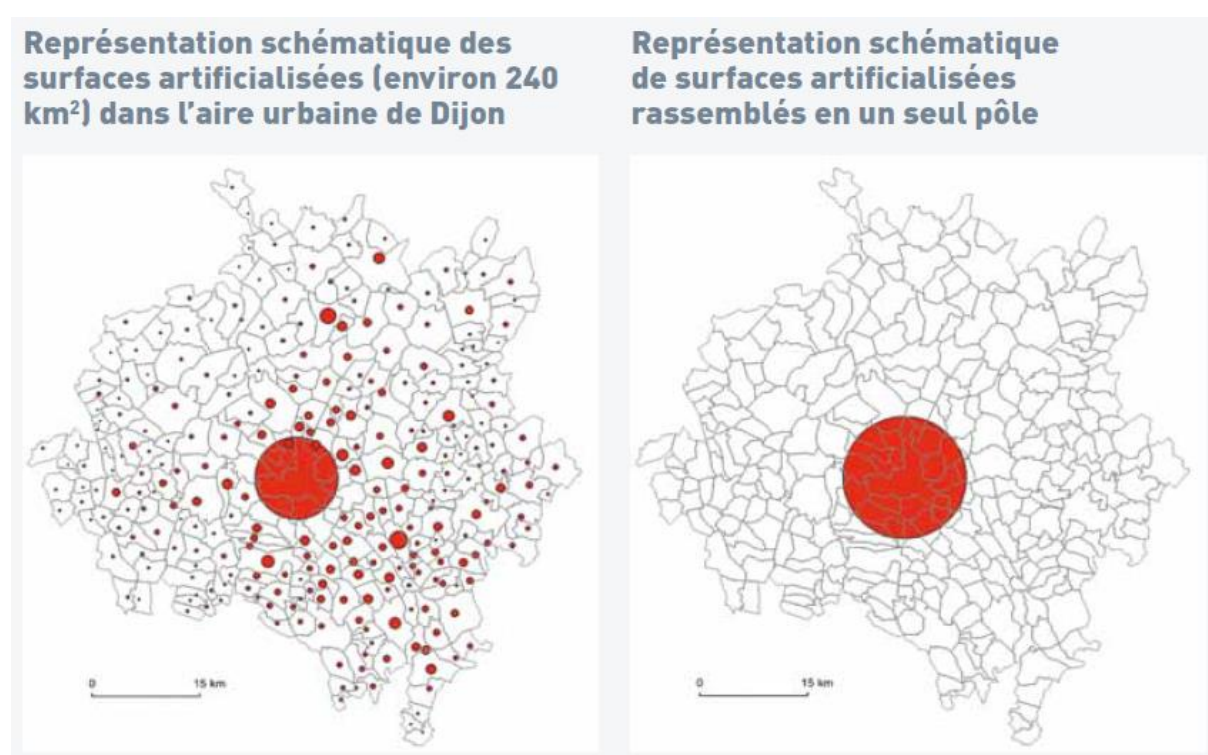 Représentation schématique des
surfaces artificialisées (environ 240
km²) dans l'aire urbaine de Dijon
Représentation schématique
de surfaces artificialisées
rassemblés en un seul pôle
0 15 km
0 15 km